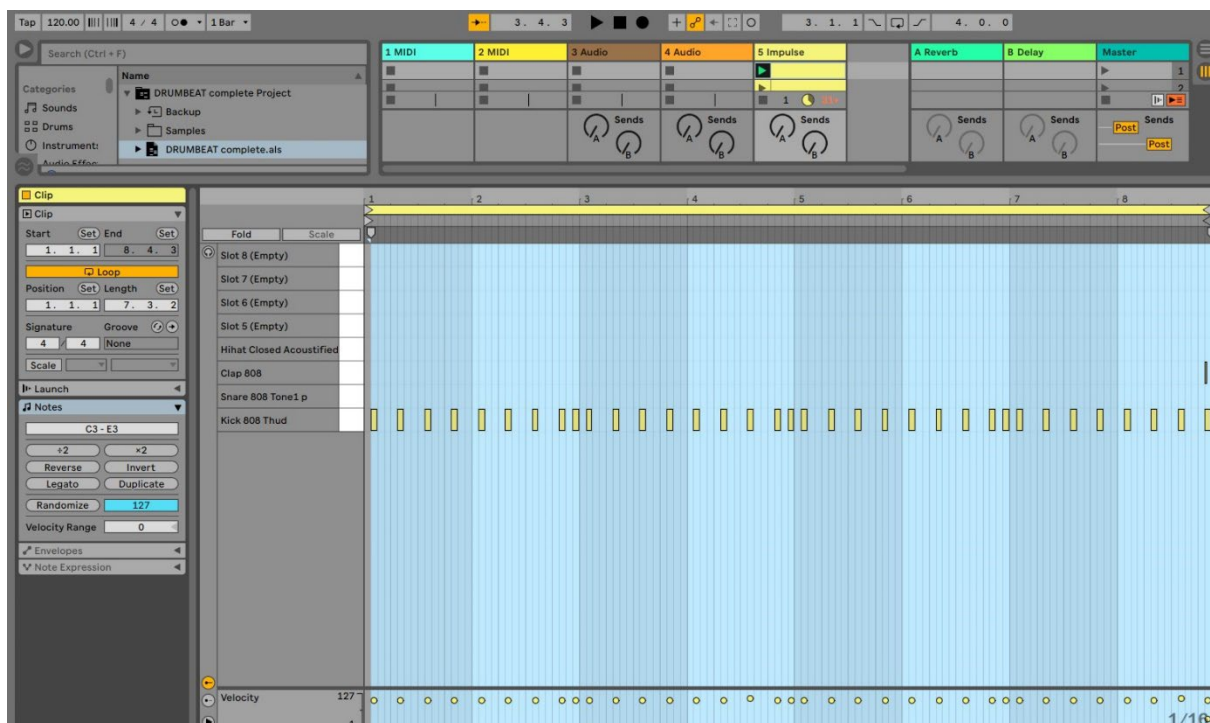 Tap 120.00 4 / 4 1 Bar 3. 4. 3 3. 1. 1 4. 0. 0
Search (Ctrl + F)
Categories
Sounds
Drums
Instruments
Audio Effec
Name
DRUMBEAT complete Project
Backup
Samples
DRUMBEAT complete.als
1 MIDI 2 MIDI 3 Audio 4 Audio 5 Impulse A Reverb B Delay Master
1
2
1
Sends Sends Sends Sends Sends Sends
A A A A A Post
B B B B B Post
Clip
Clip
Start Set End Set
1. 1. 1 8. 4. 3
Loop
Position Set Length Set
1. 1. 1 7. 3. 2
Signature Groove
4 / 4 None
Scale
Launch
Notes
C3 - E3
÷2 ×2
Reverse Invert
Legato Duplicate
Randomize 127
Velocity Range 0
Envelopes
Note Expression
1 2 3 4 5 6 7 8
Fold Scale
Slot 8 (Empty)
Slot 7 (Empty)
Slot 6 (Empty)
Slot 5 (Empty)
Hihat Closed Acoustified
Clap 808
Snare 808 Tone1 p
Kick 808 Thud
Velocity 127
1
1/16